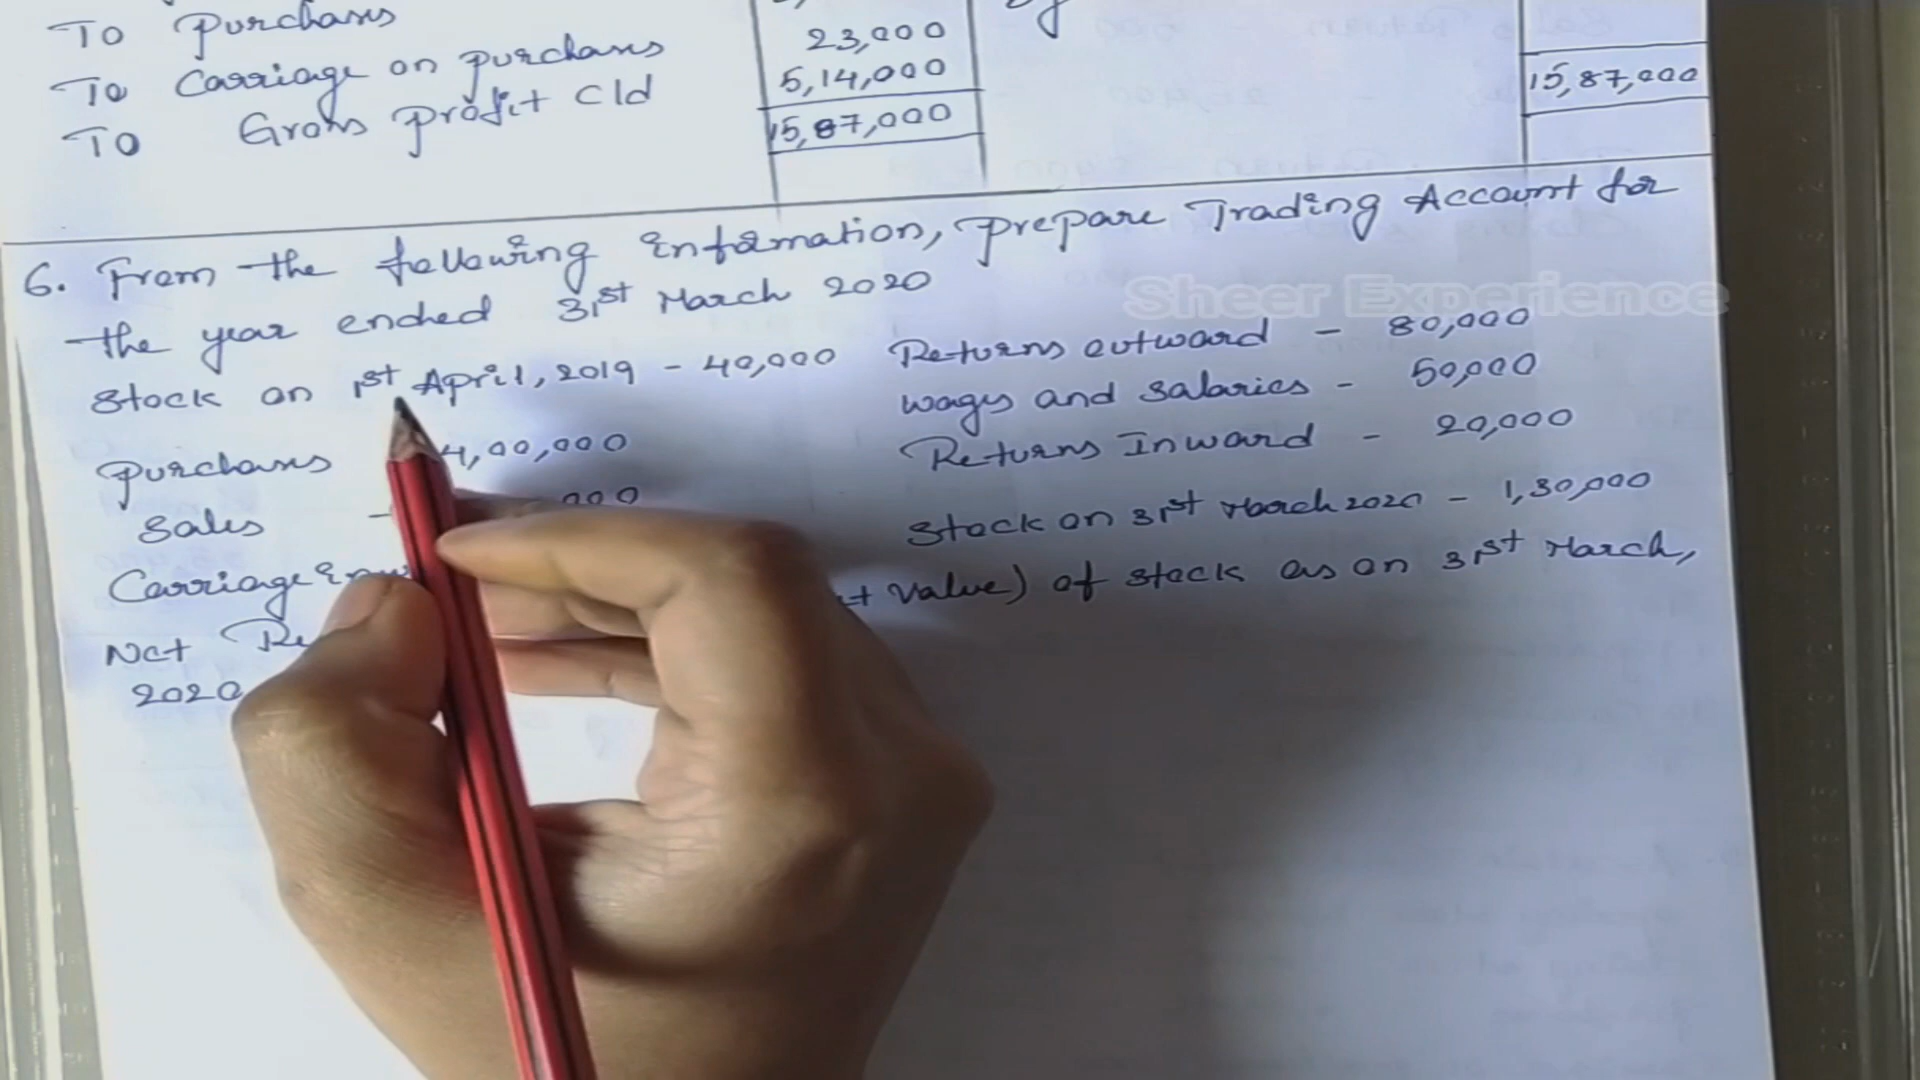 To Purchases
To Carriage on purchases 23,000
To Gross profit c/d 5,14,000
15,87,000 15,87,000
6. From the following information, prepare Trading Account for
the year ended 31st March 2020
Sheer Experience
Stock on 1st April, 2019 - 40,000 Returns outward - 80,000
Purchases 4,00,000 wages and salaries - 50,000
Sales - 000 Returns Inward - 20,000
Carriage Stock on 31st March 2020 - 1,30,000
Net Value) of stock as on 31st March,
2020